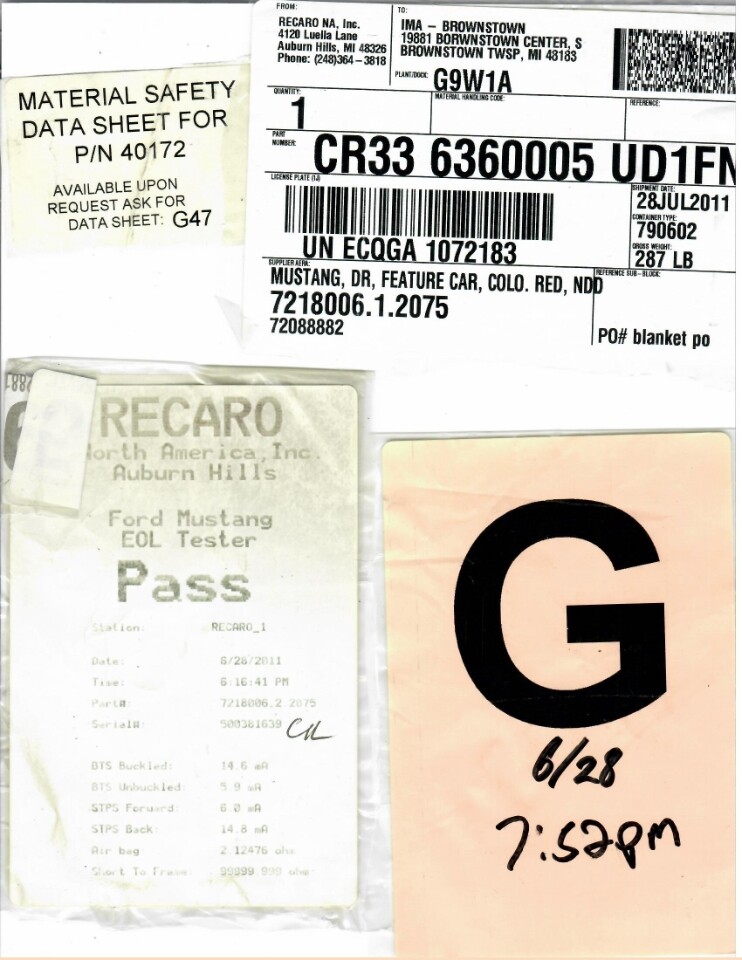 MATERIAL SAFETY
DATA SHEET FOR
P/N 40172
AVAILABLE UPON
REQUEST ASK FOR
DATA SHEET: G47
FROM:
RECARO NA, Inc.
4120 Luella Lane
Auburn Hills, MI 48326
Phone: (248)364-3818
TO:
IMA - BROWNSTOWN
19881 BORWNSTOWN CENTER, S
BROWNSTOWN TWSP, MI 48183
PLANT/DOCK: G9W1A
QUANTITY:
1
MATERIAL HANDLING CODE:
REFERENCE:
PART
NUMBER: CR33 6360005 UD1FN
LICENSE PLATE (1J)
UN ECQGA 1072183
SHIPMENT DATE:
28JUL2011
CONTAINER TYPE:
790602
GROSS WEIGHT:
287 LB
SUPPLIER AERA:
MUSTANG, DR, FEATURE CAR, COLO. RED, NDD
7218006.1.2075
72088882
REFERENCE SUB-BLOCK:
PO# blanket po
RECARO
North America, Inc.
Auburn Hills
Ford Mustang
EOL Tester
Pass
Station: RECARO_1
Date: 6/28/2011
Time: 6:16:41 PM
Part#: 7218006.2.2075
Serial#: 500381639
BTS Buckled: 14.6 mA
BTS Unbuckled: 5.9 mA
STPS Forward: 6.0 mA
STPS Back: 14.8 mA
Air bag 2.12476 ohm
Short To Frame: 99999.999 ohm
G
6/28
7:52pm